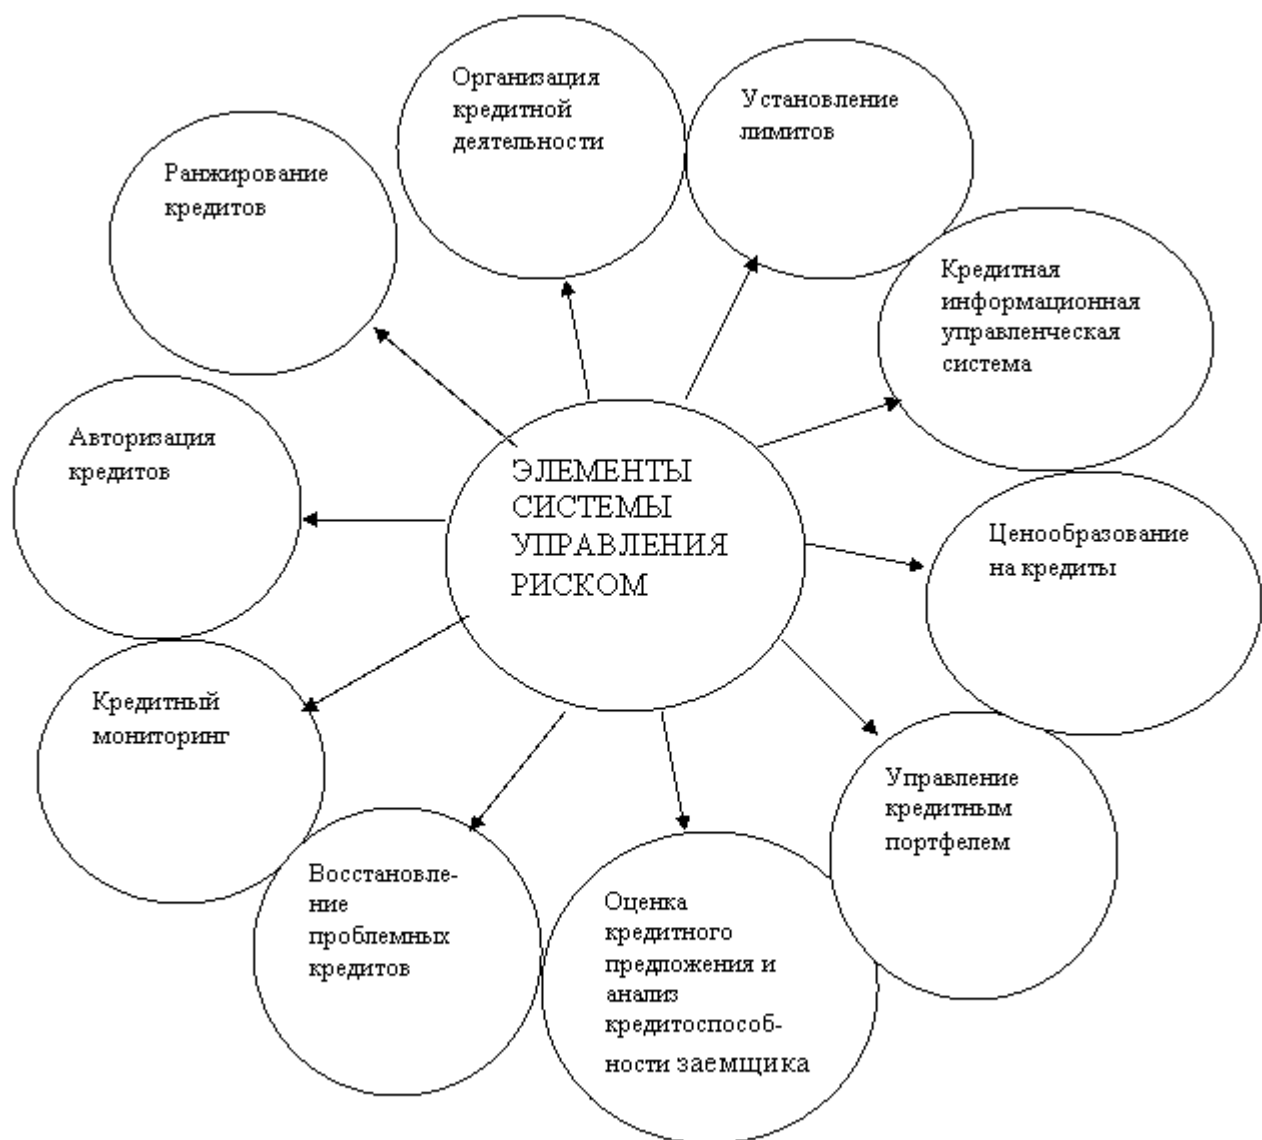 Организация
кредитной
деятельности
Установление
лимитов
Ранжирование
кредитов
Кредитная
информационная
управленческая
система
Авторизация
кредитов
ЭЛЕМЕНТЫ
СИСТЕМЫ
УПРАВЛЕНИЯ
РИСКОМ
Ценообразование
на кредиты
Кредитный
мониторинг
Управление
кредитным
портфелем
Восстановле-
ние
проблемных
кредитов
Оценка
кредитного
предложения и
анализ
кредитоспособ-
ности заемщика